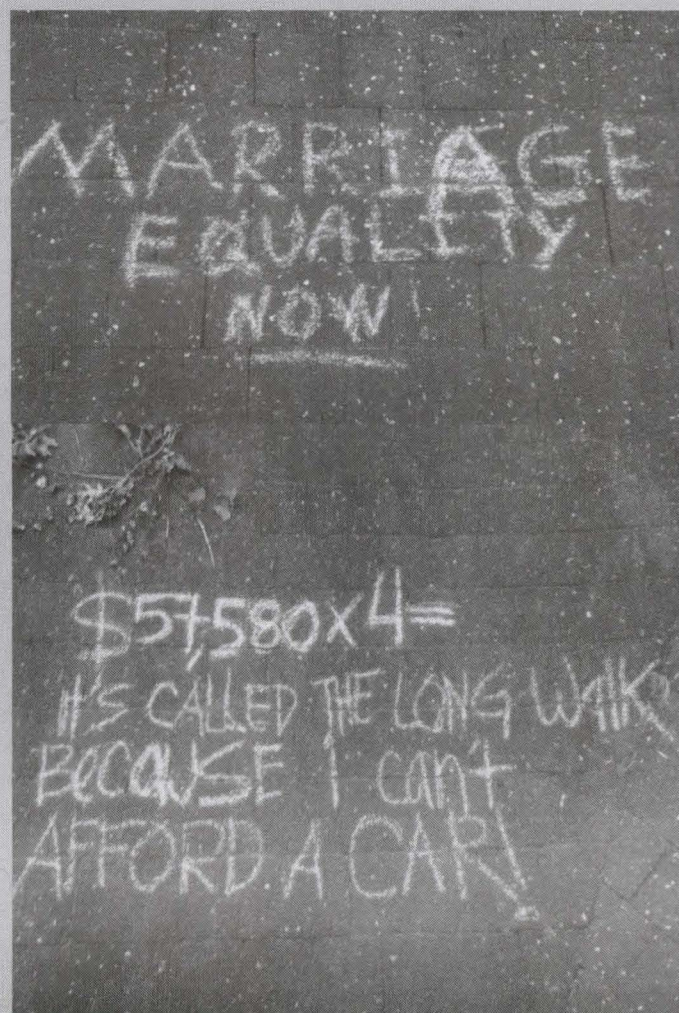 MARRIAGE
EQUALITY
NOW!
$57,580x4=
it's CALLED THE LONG WAlK
BecaUSE I can't
AFFORD A CAR!